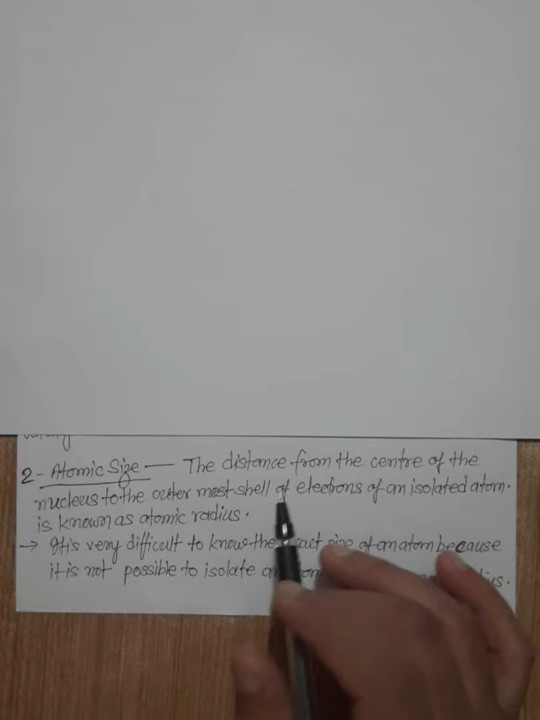 2- Atomic Size — The distance from the centre of the
nucleus to the outer most shell of electrons of an isolated atom.
is known as atomic radius.
→ It is very difficult to know the size of an atom because
it is not possible to isolate an